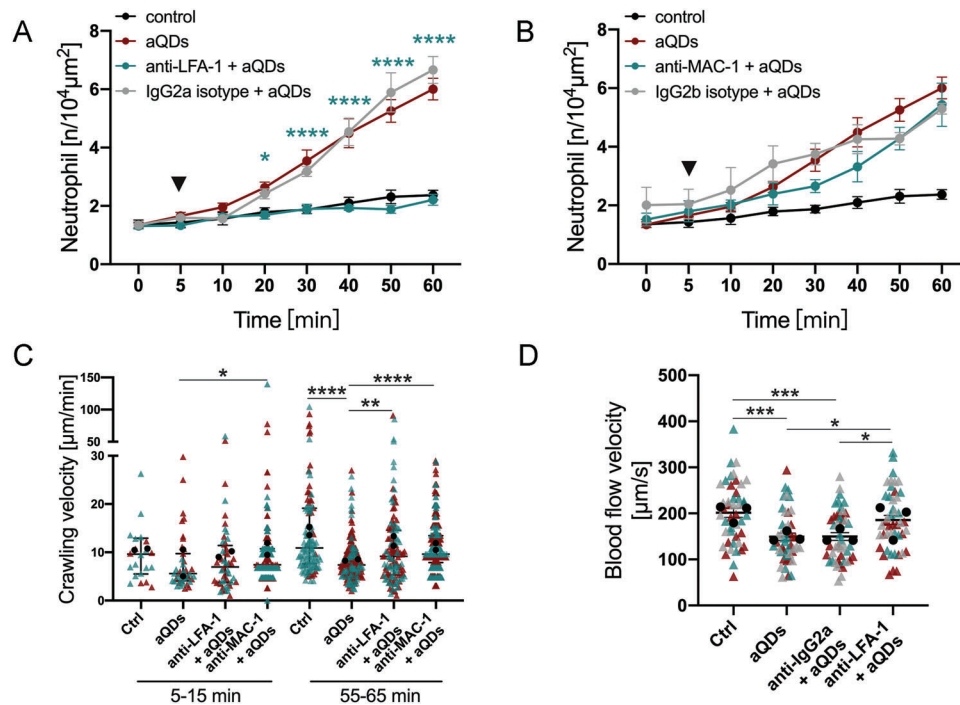 A
control
aQDs
anti-LFA-1 + aQDs
IgG2a isotype + aQDs
Neutrophil [n/10⁴µm²]
8
6
4
2
0
* **** **** **** ****
0 5 10 20 30 40 50 60
Time [min]
B
control
aQDs
anti-MAC-1 + aQDs
IgG2b isotype + aQDs
Neutrophil [n/10⁴µm²]
8
6
4
2
0
0 5 10 20 30 40 50 60
Time [min]
C
Crawling velocity [µm/min]
150
100
50
30
20
10
0
*
****
****
**
Ctrl
aQDs
anti-LFA-1
+ aQDs
anti-MAC-1
+ aQDs
Ctrl
aQDs
anti-LFA-1
+ aQDs
anti-MAC-1
+ aQDs
5-15 min
55-65 min
D
Blood flow velocity
[µm/s]
500
400
300
200
100
0
***
***
*
*
Ctrl
aQDs
anti-IgG2a
+ aQDs
anti-LFA-1
+ aQDs